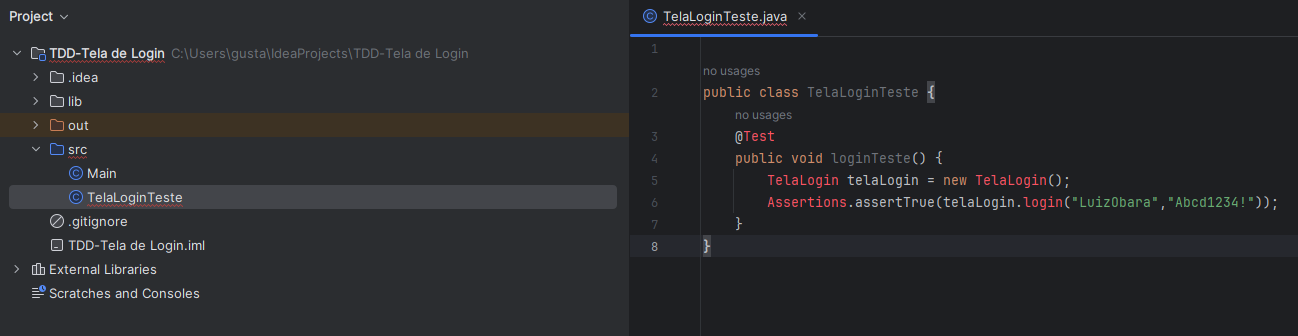 Project
TDD-Tela de Login C:\Users\gusta\IdeaProjects\TDD-Tela de Login
.idea
lib
out
src
Main
TelaLoginTeste
.gitignore
TDD-Tela de Login.iml
External Libraries
Scratches and Consoles
TelaLoginTeste.java
1
no usages
2 public class TelaLoginTeste {
no usages
3 @Test
4 public void loginTeste() {
5 TelaLogin telaLogin = new TelaLogin();
6 Assertions.assertTrue(telaLogin.login("LuizObara","Abcd1234!"));
7 }
8 }